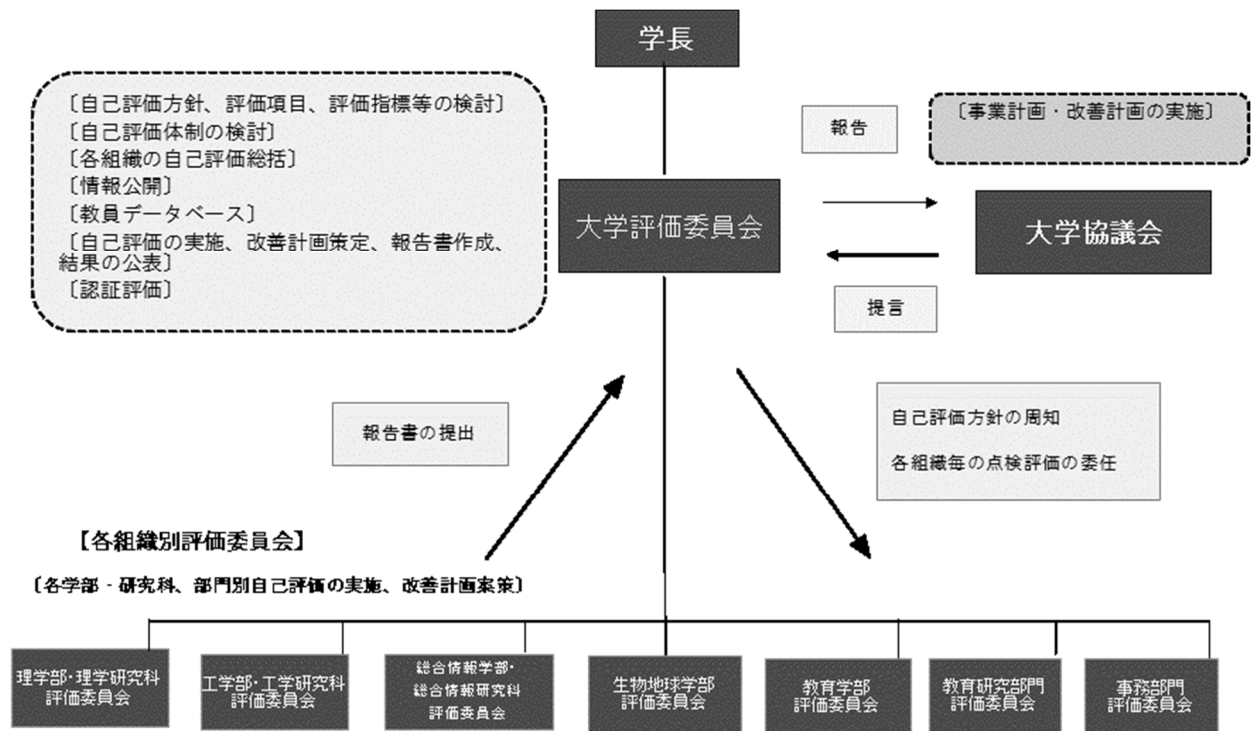 学長
〔自己評価方針、評価項目、評価指標等の検討〕
〔自己評価体制の検討〕
〔各組織の自己評価総括〕
〔情報公開〕
〔教員データベース〕
〔自己評価の実施、改善計画策定、報告書作成、
結果の公表〕
〔認証評価〕
報告
〔事業計画・改善計画の実施〕
大学評価委員会
大学協議会
提言
報告書の提出
自己評価方針の周知
各組織毎の点検評価の委任
【各組織別評価委員会】
〔各学部‐研究科、部門別自己評価の実施、改善計画案策〕
理学部・理学研究科
評価委員会
工学部・工学研究科
評価委員会
総合情報学部・
総合情報研究科
評価委員会
生物地球学部
評価委員会
教育学部
評価委員会
教育研究部門
評価委員会
事務部門
評価委員会